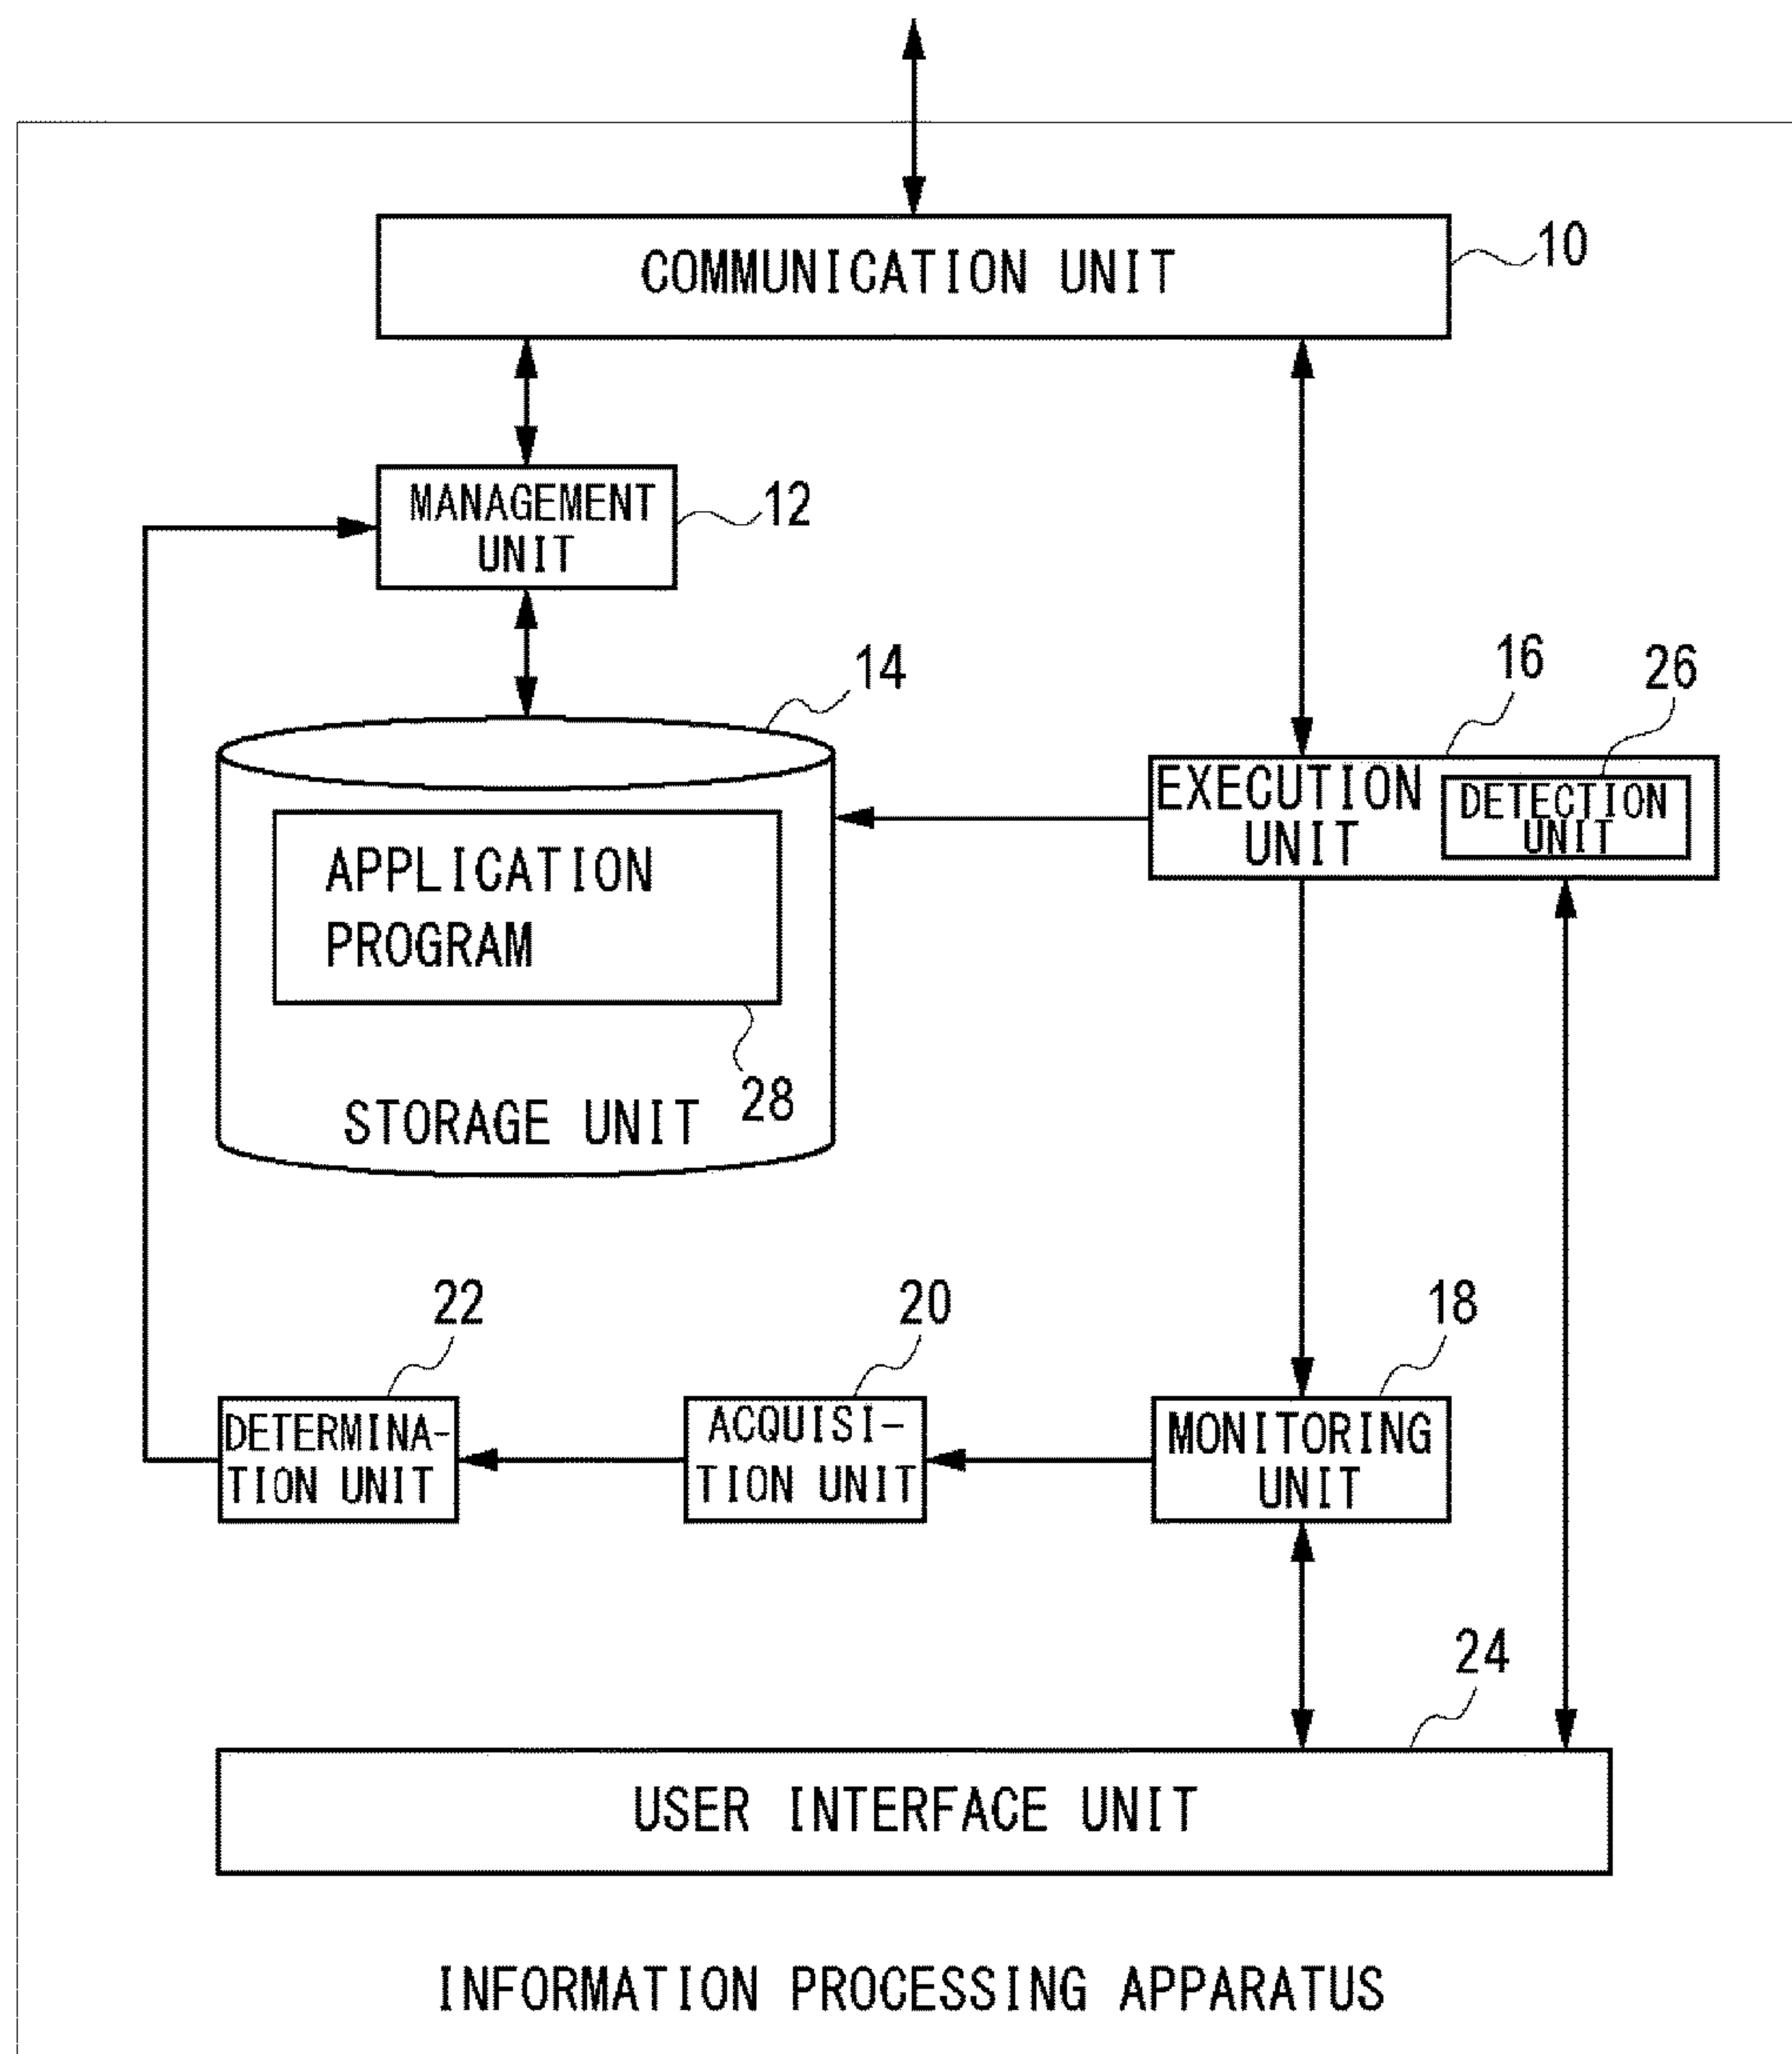 COMMUNICATION UNIT
10
MANAGEMENT
UNIT
12
14
16
26
EXECUTION
UNIT
DETECTION
UNIT
APPLICATION
PROGRAM
28
STORAGE UNIT
22
20
18
DETERMINA-
TION UNIT
ACQUISI-
TION UNIT
MONITORING
UNIT
24
USER INTERFACE UNIT
INFORMATION PROCESSING APPARATUS